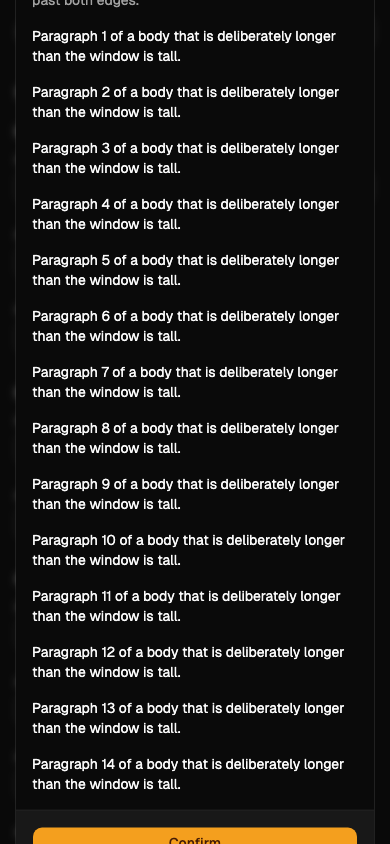 past both edges.
Paragraph 1 of a body that is deliberately longer
than the window is tall.
Paragraph 2 of a body that is deliberately longer
than the window is tall.
Paragraph 3 of a body that is deliberately longer
than the window is tall.
Paragraph 4 of a body that is deliberately longer
than the window is tall.
Paragraph 5 of a body that is deliberately longer
than the window is tall.
Paragraph 6 of a body that is deliberately longer
than the window is tall.
Paragraph 7 of a body that is deliberately longer
than the window is tall.
Paragraph 8 of a body that is deliberately longer
than the window is tall.
Paragraph 9 of a body that is deliberately longer
than the window is tall.
Paragraph 10 of a body that is deliberately longer
than the window is tall.
Paragraph 11 of a body that is deliberately longer
than the window is tall.
Paragraph 12 of a body that is deliberately longer
than the window is tall.
Paragraph 13 of a body that is deliberately longer
than the window is tall.
Paragraph 14 of a body that is deliberately longer
than the window is tall.
Confirm